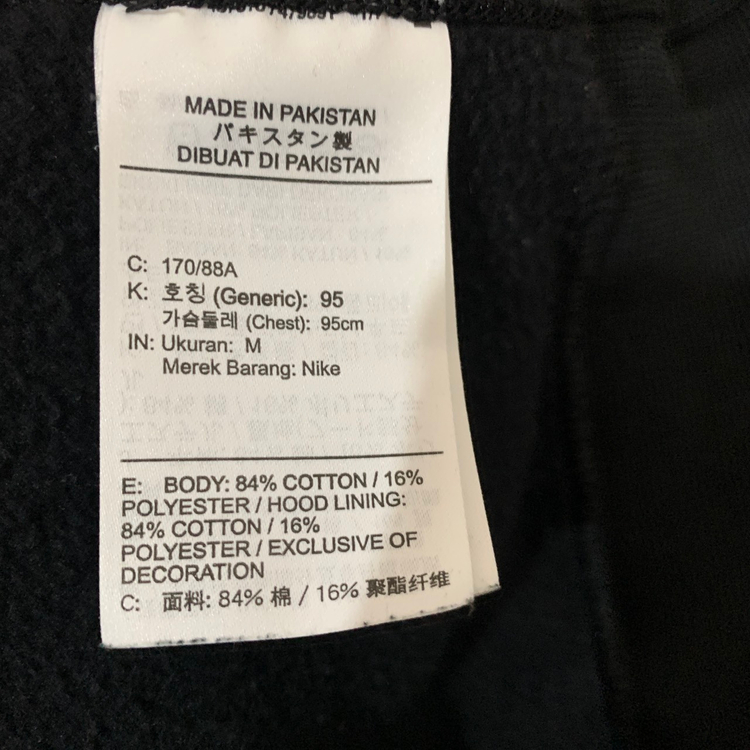 MADE IN PAKISTAN
パキスタン製
DIBUAT DI PAKISTAN
C: 170/88A
K: 호칭 (Generic): 95
가슴둘레 (Chest): 95cm
IN: Ukuran: M
Merek Barang: Nike
E: BODY: 84% COTTON / 16%
POLYESTER / HOOD LINING:
84% COTTON / 16%
POLYESTER / EXCLUSIVE OF
DECORATION
C: 面料: 84% 棉 / 16% 聚酯纤维